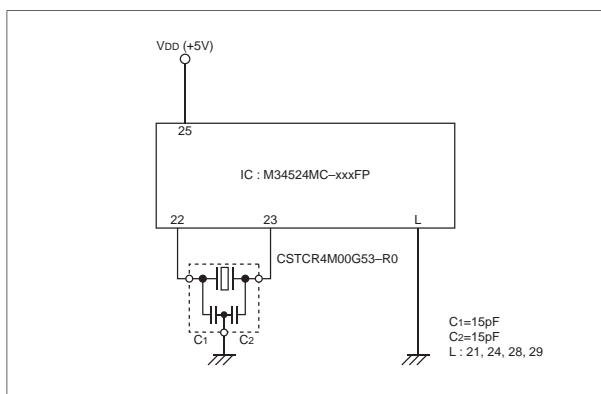 VDD (+5V)
25
IC : M34524MC–xxxFP
22 23 L
CSTCR4M00G53–R0
C1 C2
C1=15pF
C2=15pF
L : 21, 24, 28, 29